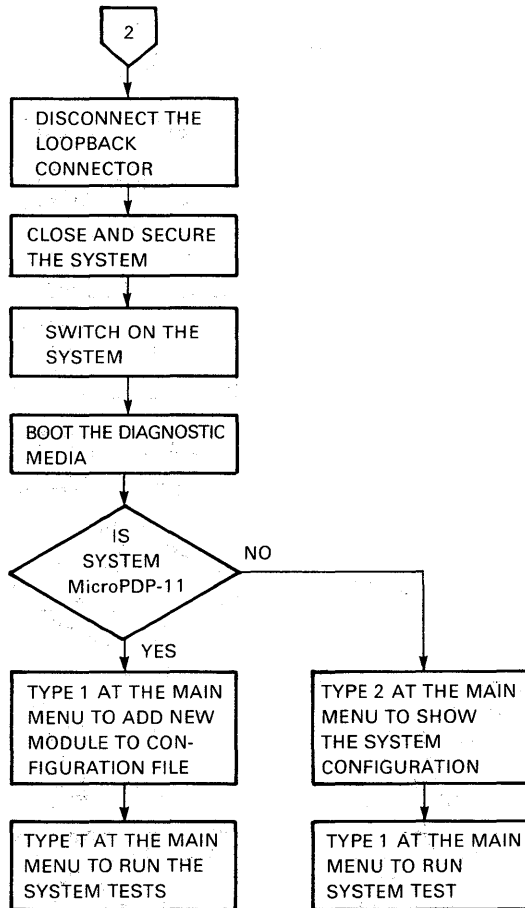 2
DISCONNECT THE
LOOPBACK
CONNECTOR
CLOSE AND SECURE
THE SYSTEM
SWITCH ON THE
SYSTEM
BOOT THE DIAGNOSTIC
MEDIA
IS
SYSTEM
MicroPDP-11
NO
YES
TYPE 1 AT THE MAIN
MENU TO ADD NEW
MODULE TO CON-
FIGURATION FILE
TYPE 2 AT THE MAIN
MENU TO SHOW
THE SYSTEM
CONFIGURATION
TYPE T AT THE MAIN
MENU TO RUN THE
SYSTEM TESTS
TYPE 1 AT THE MAIN
MENU TO RUN
SYSTEM TEST